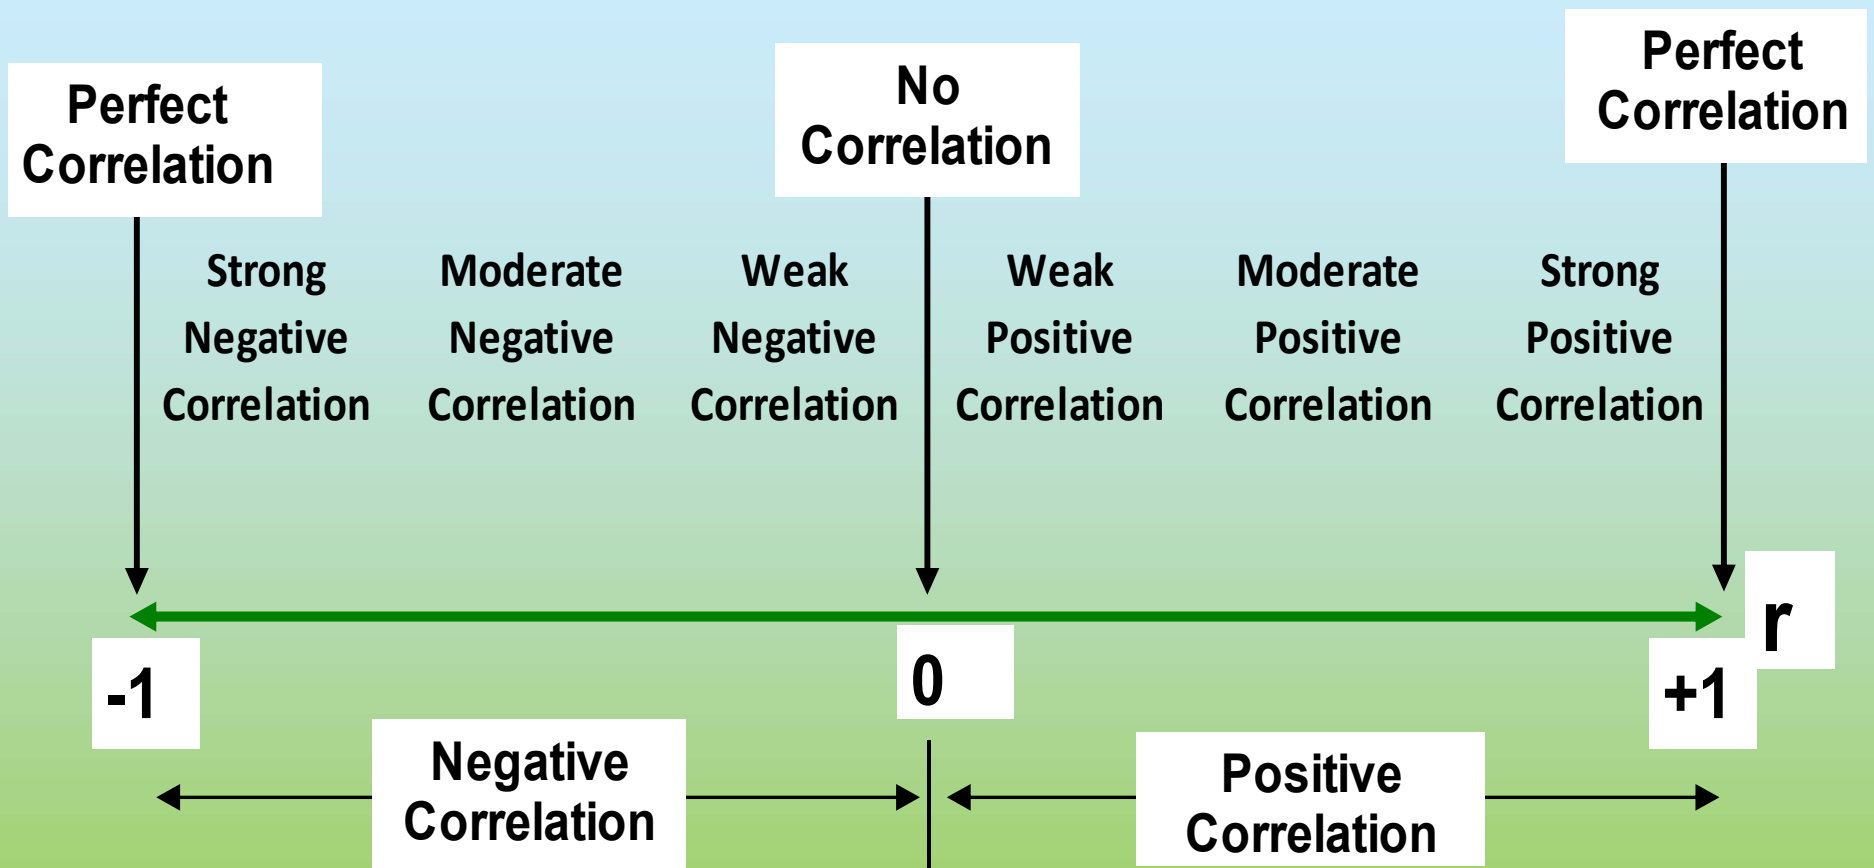 Perfect
Correlation
No
Correlation
Perfect
Correlation
Strong
Negative
Correlation
Moderate
Negative
Correlation
Weak
Negative
Correlation
Weak
Positive
Correlation
Moderate
Positive
Correlation
Strong
Positive
Correlation
r
-1
0
+1
Negative
Correlation
Positive
Correlation